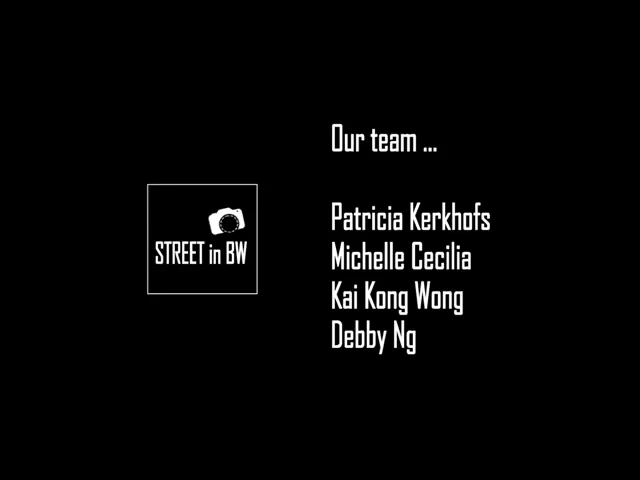 Our team ...
STREET in BW
Patricia Kerkhofs
Michelle Cecilia
Kai Kong Wong
Debby Ng